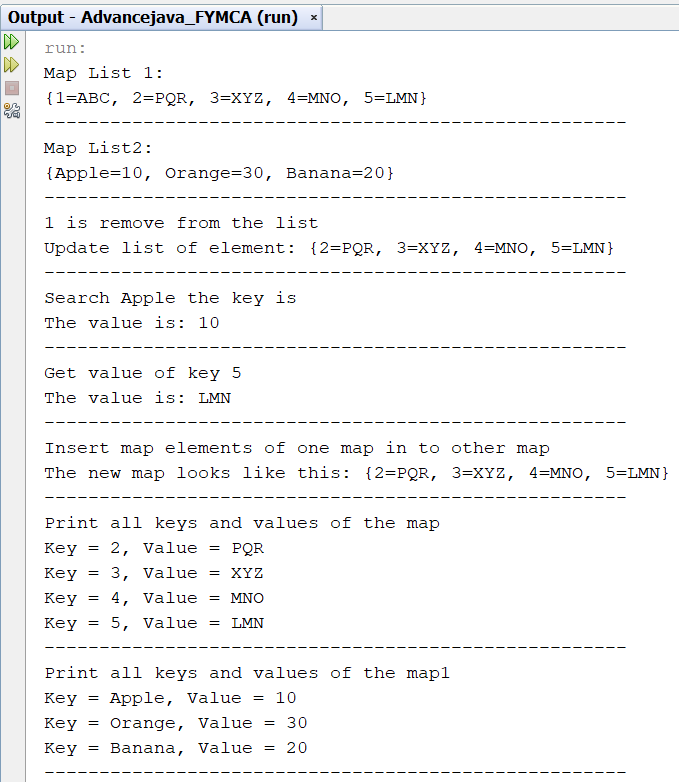 Output - Advancejava_FYMCA (run) ×
run:
Map List 1:
{1=ABC, 2=PQR, 3=XYZ, 4=MNO, 5=LMN}
-----------------------------------------------------
Map List2:
{Apple=10, Orange=30, Banana=20}
-----------------------------------------------------
1 is remove from the list
Update list of element: {2=PQR, 3=XYZ, 4=MNO, 5=LMN}
-----------------------------------------------------
Search Apple the key is
The value is: 10
-----------------------------------------------------
Get value of key 5
The value is: LMN
-----------------------------------------------------
Insert map elements of one map in to other map
The new map looks like this: {2=PQR, 3=XYZ, 4=MNO, 5=LMN}
-----------------------------------------------------
Print all keys and values of the map
Key = 2, Value = PQR
Key = 3, Value = XYZ
Key = 4, Value = MNO
Key = 5, Value = LMN
-----------------------------------------------------
Print all keys and values of the map1
Key = Apple, Value = 10
Key = Orange, Value = 30
Key = Banana, Value = 20
-----------------------------------------------------